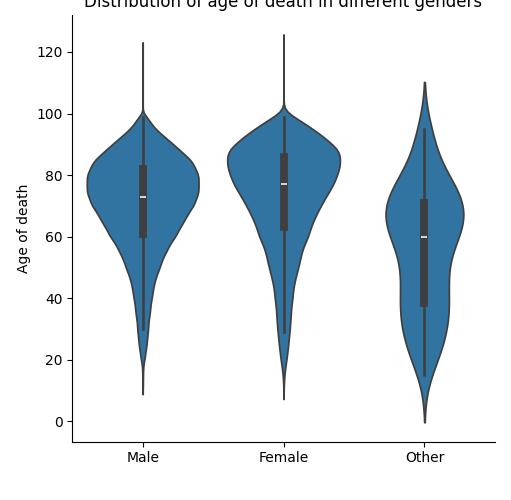 Distribution of age of death in different genders
120
100
80
60
40
20
0
Age of death
Male Female Other